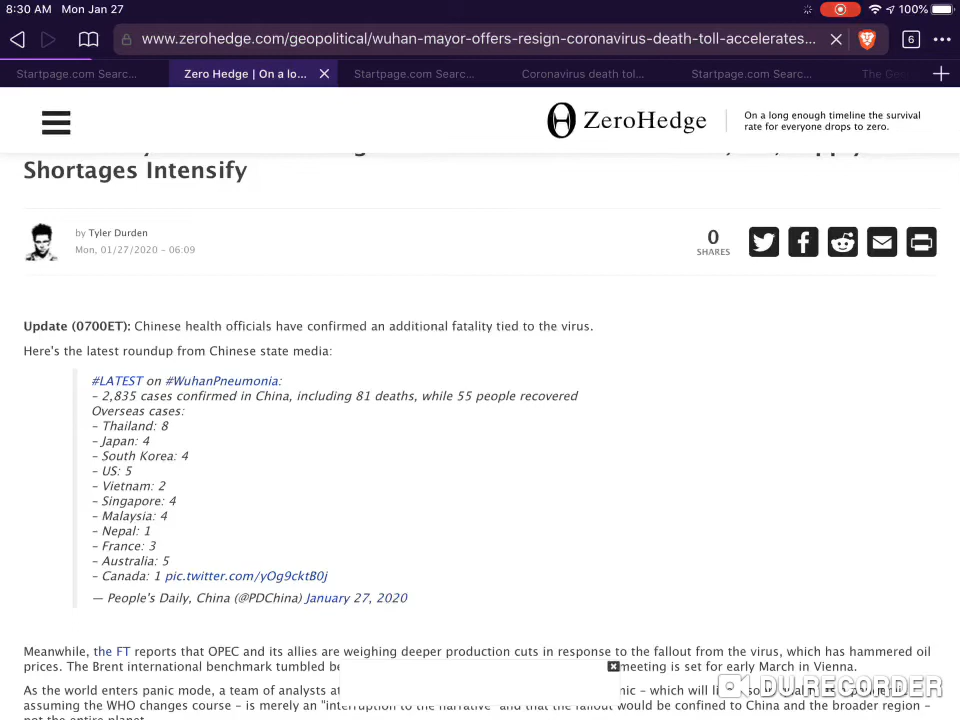 8:30 AM Mon Jan 27
100%
www.zerohedge.com/geopolitical/wuhan-mayor-offers-resign-coronavirus-death-toll-accelerates...
6
Startpage.com Searc...
Zero Hedge | On a lo...
Startpage.com Searc...
Coronavirus death tol...
Startpage.com Searc...
ZeroHedge
On a long enough timeline the survival
rate for everyone drops to zero.
Shortages Intensify
by Tyler Durden
Mon, 01/27/2020 - 06:09
0
SHARES
Update (0700ET): Chinese health officials have confirmed an additional fatality tied to the virus.
Here's the latest roundup from Chinese state media:
#LATEST on #WuhanPneumonia:
- 2,835 cases confirmed in China, including 81 deaths, while 55 people recovered
Overseas cases:
- Thailand: 8
- Japan: 4
- South Korea: 4
- US: 5
- Vietnam: 2
- Singapore: 4
- Malaysia: 4
- Nepal: 1
- France: 3
- Australia: 5
- Canada: 1 pic.twitter.com/yOg9cktB0j
— People's Daily, China (@PDChina) January 27, 2020
Meanwhile, the FT reports that OPEC and its allies are weighing deeper production cuts in response to the fallout from the virus, which has hammered oil
prices. The Brent international benchmark tumbled meeting is set for early March in Vienna.
As the world enters panic mode, a team of analysts at
assuming the WHO changes course - is merely an "interruption to the narrative" and that the fallout would be confined to China and the broader region -
not the entire planet
DU RECORDER